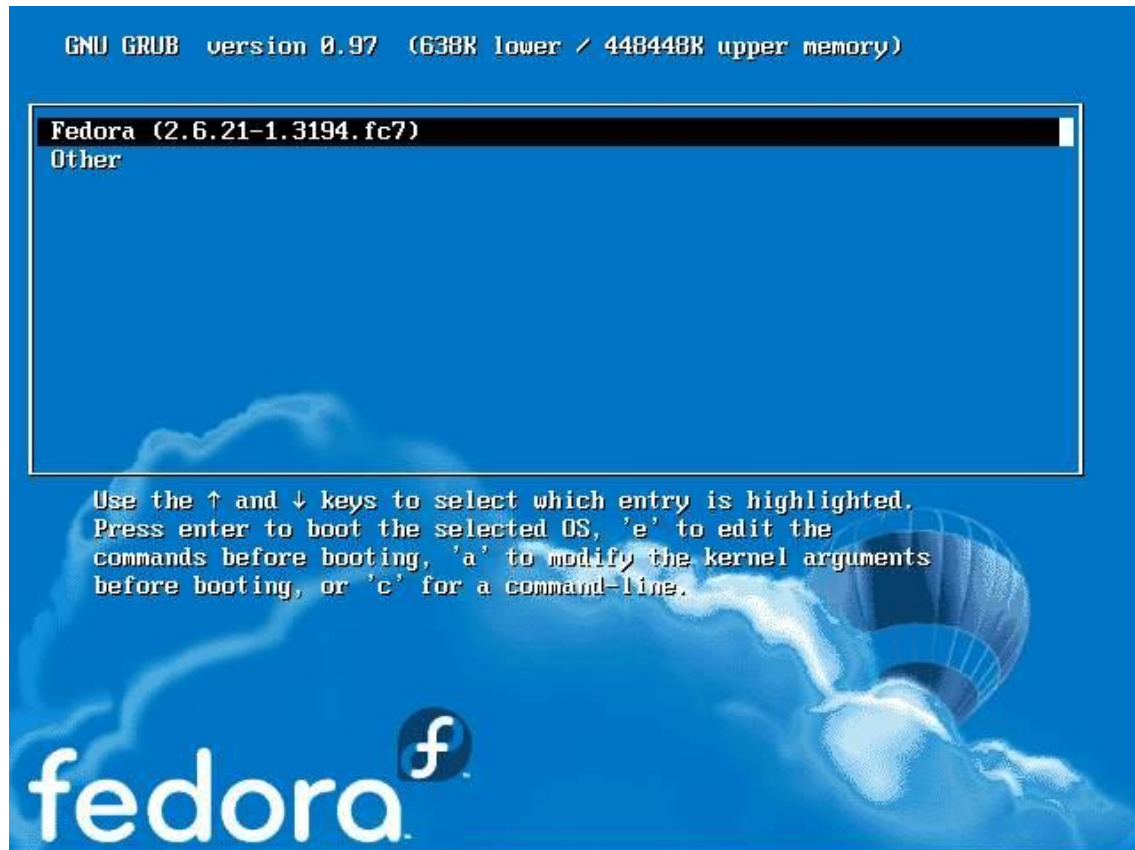 GNU GRUB version 0.97 (638K lower / 448448K upper memory)
Fedora (2.6.21-1.3194.fc7)
Other
Use the ↑ and ↓ keys to select which entry is highlighted.
Press enter to boot the selected OS, 'e' to edit the
commands before booting, 'a' to modify the kernel arguments
before booting, or 'c' for a command-line.
fedora